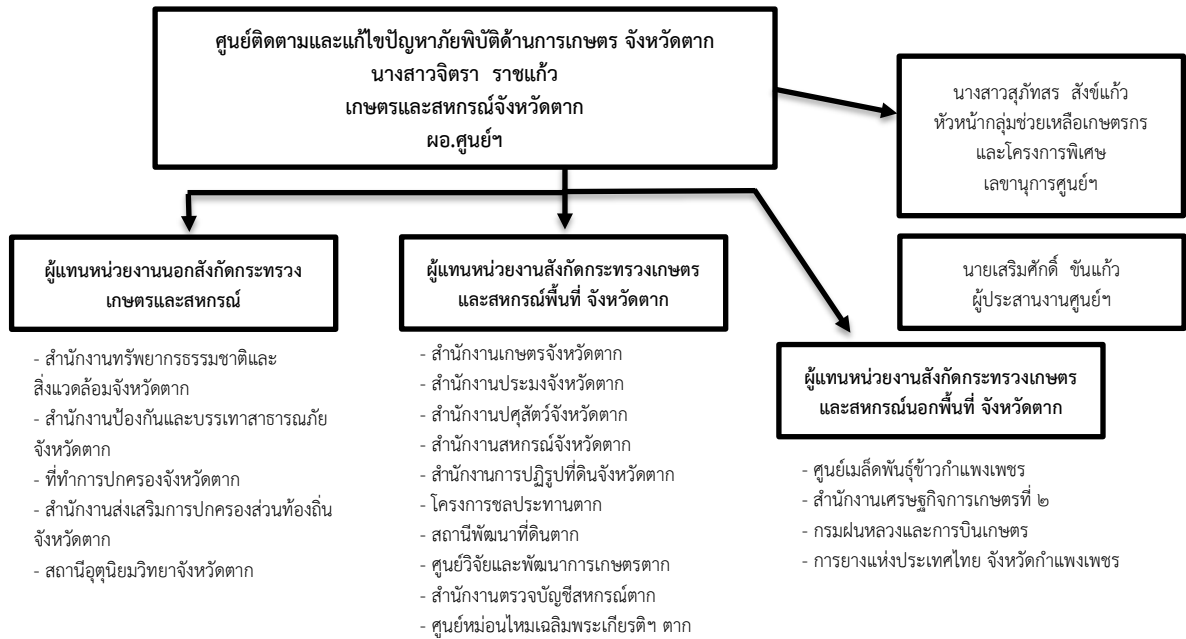 ศูนย์ติดตามและแก้ไขปัญหาภัยพิบัติด้านการเกษตร จังหวัดตาก
นางสาวจิตรา ราชแก้ว
เกษตรและสหกรณ์จังหวัดตาก
ผอ.ศูนย์ฯ
นางสาวสุภัทสร สังข์แก้ว
หัวหน้ากลุ่มช่วยเหลือเกษตรกร
และโครงการพิเศษ
เลขานุการศูนย์ฯ
นายเสริมศักดิ์ ขันแก้ว
ผู้ประสานงานศูนย์ฯ
ผู้แทนหน่วยงานนอกสังกัดกระทรวง
เกษตรและสหกรณ์
- สำนักงานทรัพยากรธรรมชาติและ
สิ่งแวดล้อมจังหวัดตาก
- สำนักงานป้องกันและบรรเทาสาธารณภัย
จังหวัดตาก
- ที่ทำการปกครองจังหวัดตาก
- สำนักงานส่งเสริมการปกครองส่วนท้องถิ่น
จังหวัดตาก
- สถานีอุตุนิยมวิทยาจังหวัดตาก
ผู้แทนหน่วยงานสังกัดกระทรวงเกษตร
และสหกรณ์พื้นที่ จังหวัดตาก
- สำนักงานเกษตรจังหวัดตาก
- สำนักงานประมงจังหวัดตาก
- สำนักงานปศุสัตว์จังหวัดตาก
- สำนักงานสหกรณ์จังหวัดตาก
- สำนักงานการปฏิรูปที่ดินจังหวัดตาก
- โครงการชลประทานตาก
- สถานีพัฒนาที่ดินตาก
- ศูนย์วิจัยและพัฒนาการเกษตรตาก
- สำนักงานตรวจบัญชีสหกรณ์ตาก
- ศูนย์หม่อนไหมเฉลิมพระเกียรติฯ ตาก
ผู้แทนหน่วยงานสังกัดกระทรวงเกษตร
และสหกรณ์นอกพื้นที่ จังหวัดตาก
- ศูนย์เมล็ดพันธุ์ข้าวกำแพงเพชร
- สำนักงานเศรษฐกิจการเกษตรที่ ๒
- กรมฝนหลวงและการบินเกษตร
- การยางแห่งประเทศไทย จังหวัดกำแพงเพชร